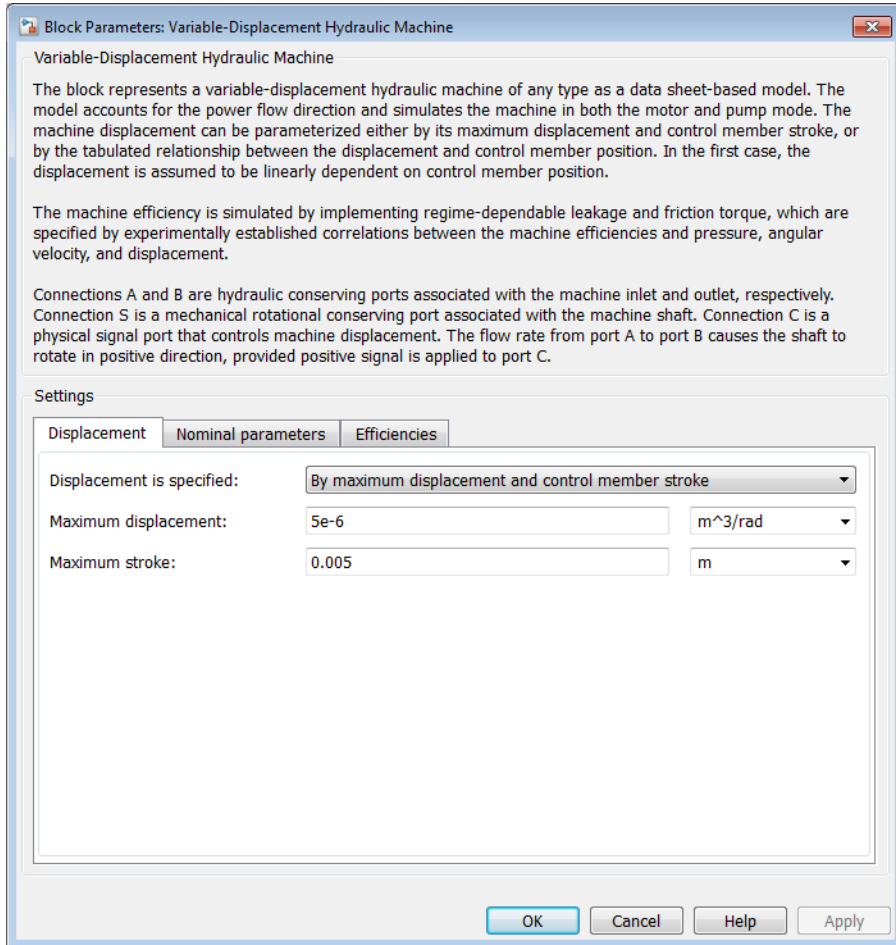 Block Parameters: Variable-Displacement Hydraulic Machine
Variable-Displacement Hydraulic Machine
The block represents a variable-displacement hydraulic machine of any type as a data sheet-based model. The
model accounts for the power flow direction and simulates the machine in both the motor and pump mode. The
machine displacement can be parameterized either by its maximum displacement and control member stroke, or
by the tabulated relationship between the displacement and control member position. In the first case, the
displacement is assumed to be linearly dependent on control member position.
The machine efficiency is simulated by implementing regime-dependable leakage and friction torque, which are
specified by experimentally established correlations between the machine efficiencies and pressure, angular
velocity, and displacement.
Connections A and B are hydraulic conserving ports associated with the machine inlet and outlet, respectively.
Connection S is a mechanical rotational conserving port associated with the machine shaft. Connection C is a
physical signal port that controls machine displacement. The flow rate from port A to port B causes the shaft to
rotate in positive direction, provided positive signal is applied to port C.
Settings
Displacement Nominal parameters Efficiencies
Displacement is specified: By maximum displacement and control member stroke
Maximum displacement: 5e-6 m^3/rad
Maximum stroke: 0.005 m
OK Cancel Help Apply